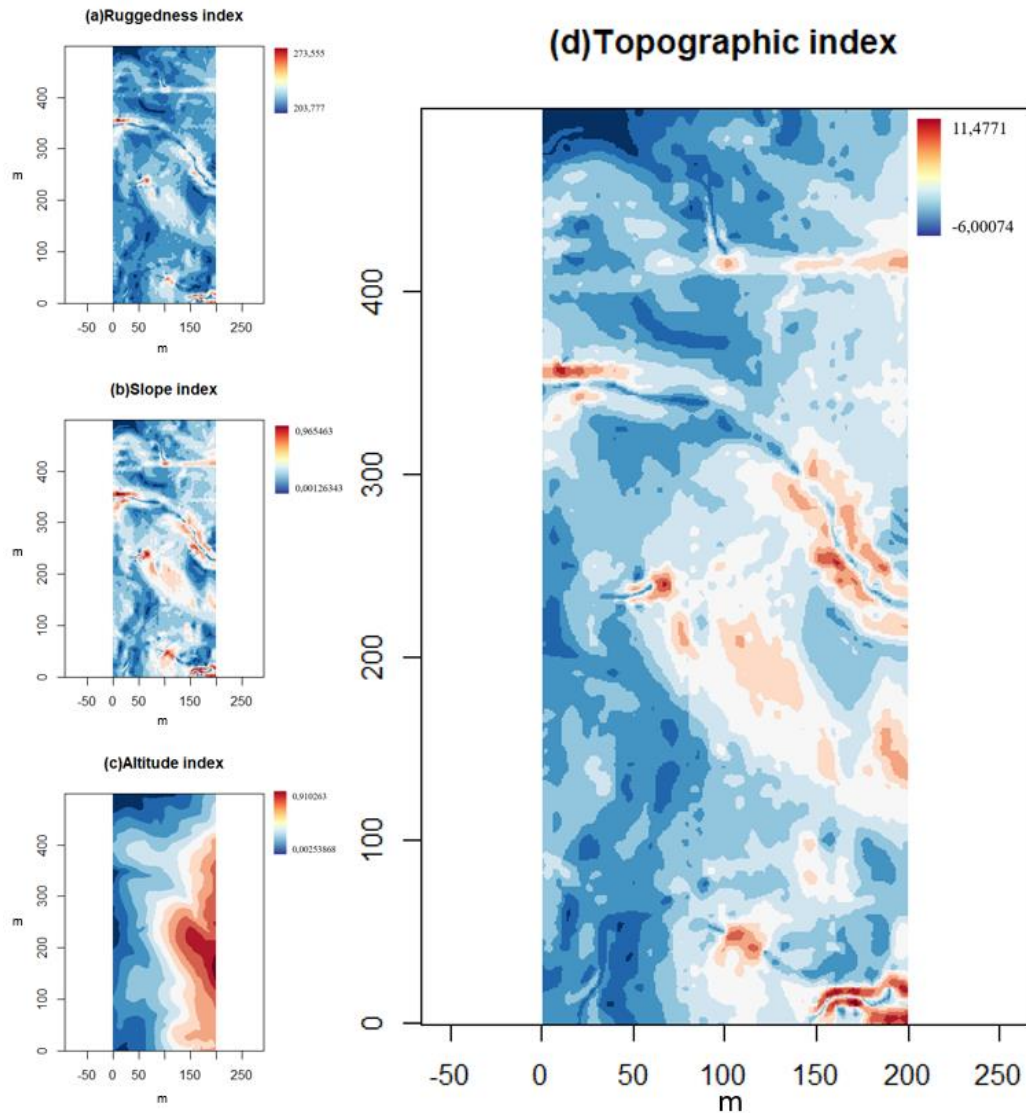 (a)Ruggedness index
273,555
203,777
400
300
m
200
100
0
-50 0 50 150 250
m
(b)Slope index
0,965463
0,00126343
400
300
m
200
100
0
-50 0 50 150 250
m
(c)Altitude index
0,910263
0,00253868
400
300
m
200
100
0
-50 0 50 150 250
m
(d)Topographic index
11,4771
-6,00074
400
300
200
100
0
-50 0 50 100 150 200 250
m